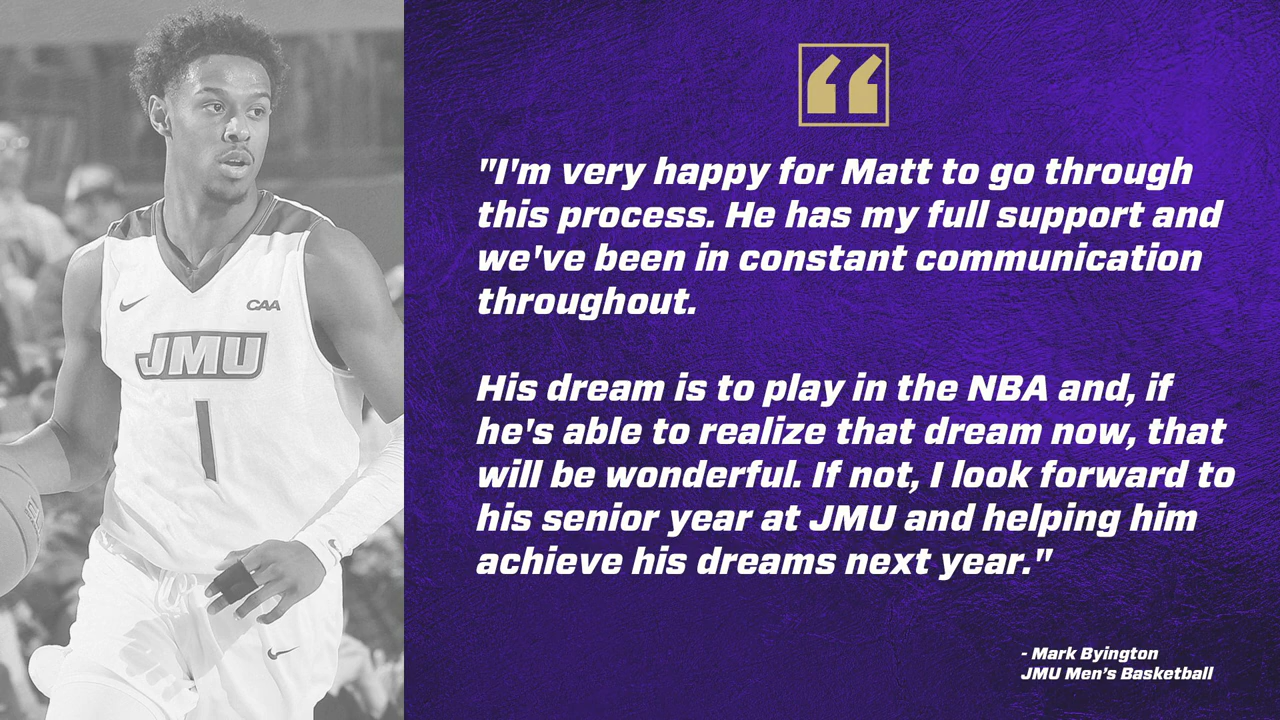 CAA
JMU
1
"I'm very happy for Matt to go through
this process. He has my full support and
we've been in constant communication
throughout.
His dream is to play in the NBA and, if
he's able to realize that dream now, that
will be wonderful. If not, I look forward to
his senior year at JMU and helping him
achieve his dreams next year."
- Mark Byington
JMU Men's Basketball